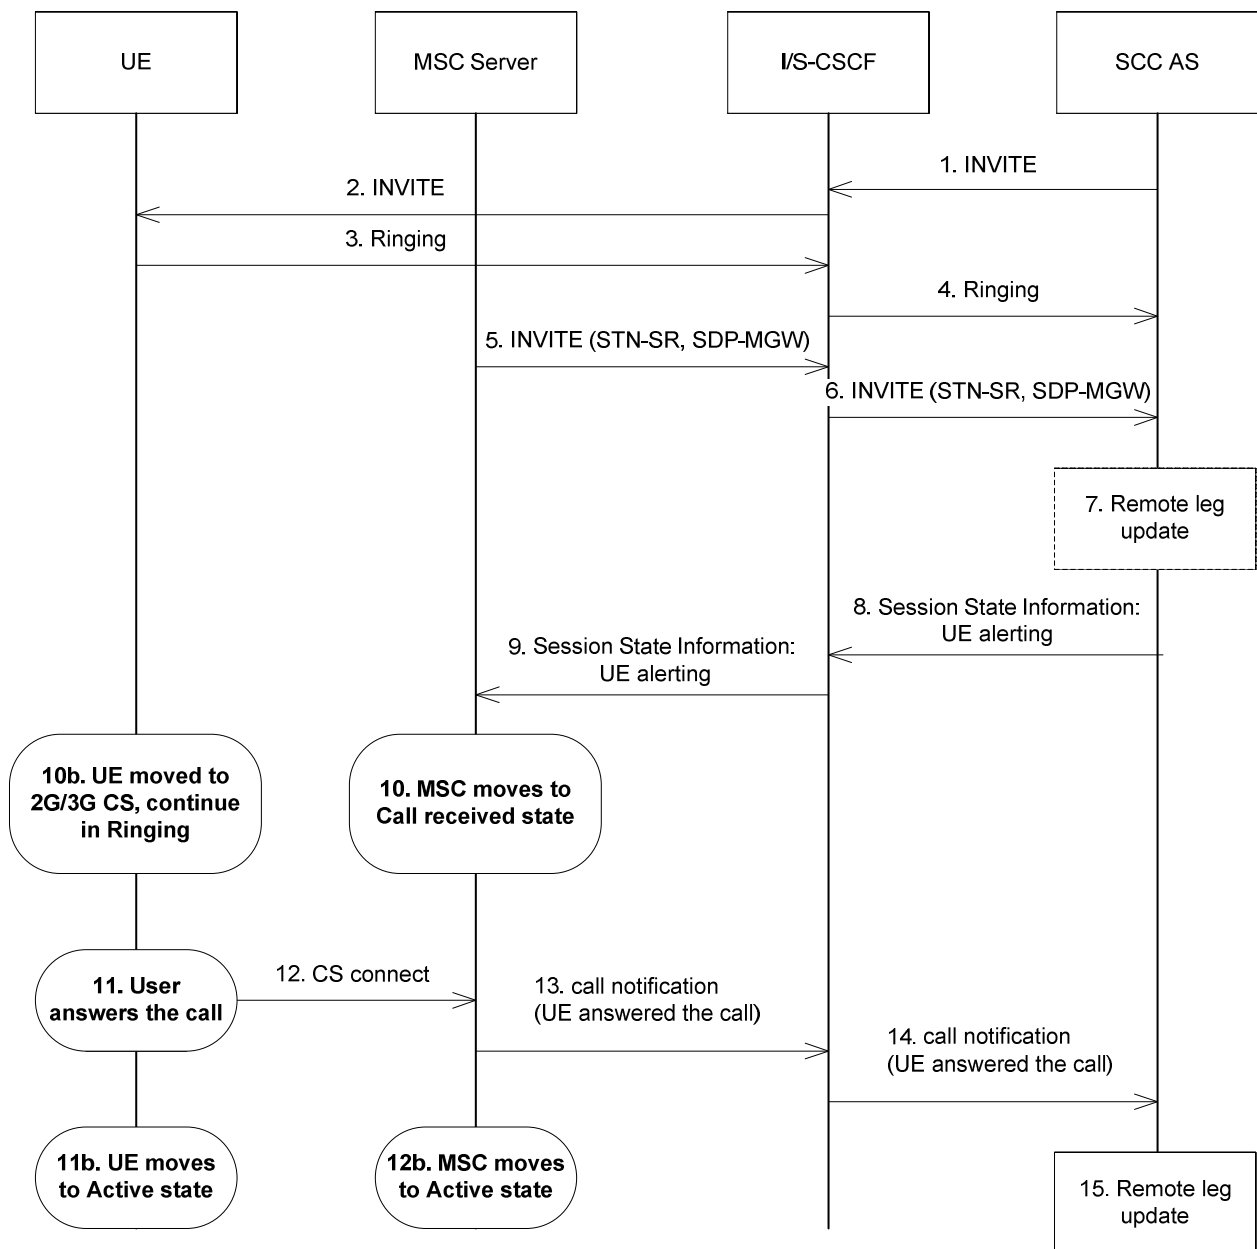 UE
MSC Server
I/S-CSCF
SCC AS
1. INVITE
2. INVITE
3. Ringing
4. Ringing
5. INVITE (STN-SR, SDP-MGW)
6. INVITE (STN-SR, SDP-MGW)
7. Remote leg
update
8. Session State Information:
UE alerting
9. Session State Information:
UE alerting
10b. UE moved to
2G/3G CS, continue
in Ringing
10. MSC moves to
Call received state
11. User
answers the call
12. CS connect
13. call notification
(UE answered the call)
14. call notification
(UE answered the call)
11b. UE moves
to Active state
12b. MSC moves
to Active state
15. Remote leg
update